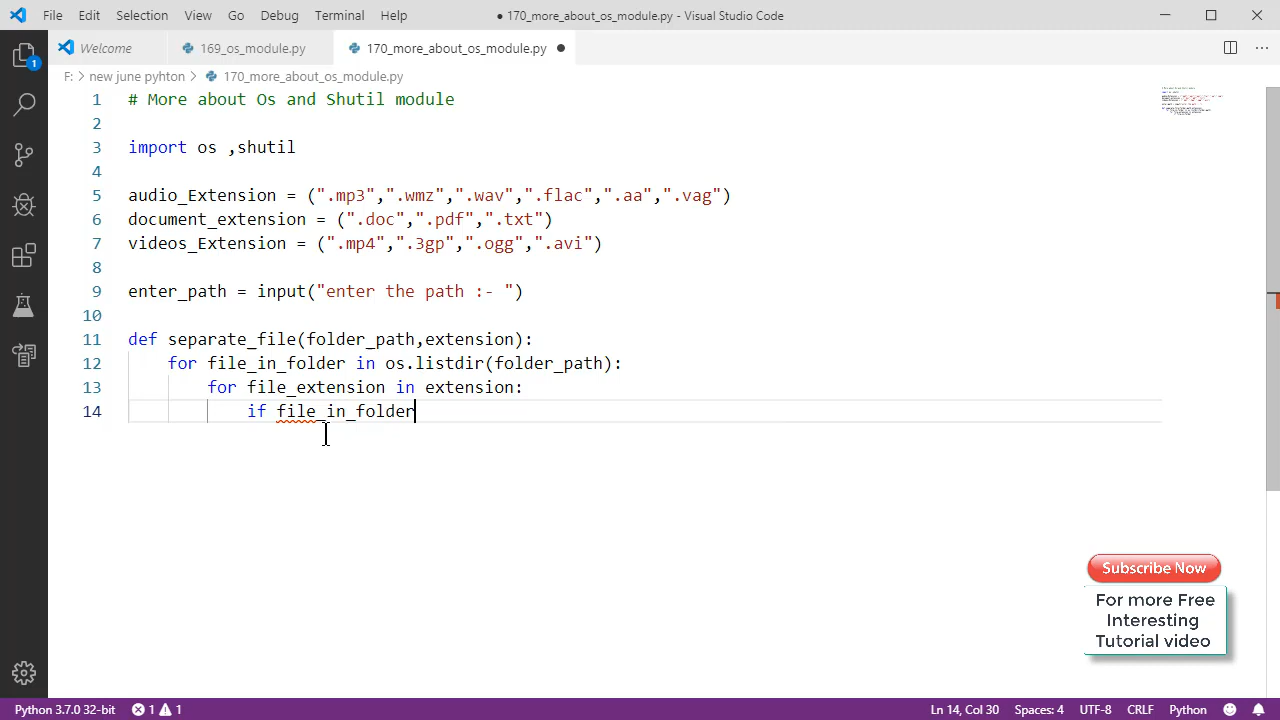 File Edit Selection View Go Debug Terminal Help ● 170_more_about_os_module.py - Visual Studio Code
Welcome 169_os_module.py 170_more_about_os_module.py
F: > new june pyhton > 170_more_about_os_module.py
1 # More about Os and Shutil module
2
3 import os ,shutil
4
5 audio_Extension = (".mp3",".wmz",".wav",".flac",".aa",".vag")
6 document_extension = (".doc",".pdf",".txt")
7 videos_Extension = (".mp4",".3gp",".ogg",".avi")
8
9 enter_path = input("enter the path :- ")
10
11 def separate_file(folder_path,extension):
12 for file_in_folder in os.listdir(folder_path):
13 for file_extension in extension:
14 if file_in_folder
1
Subscribe Now
For more Free
Interesting
Tutorial video
Python 3.7.0 32-bit 1 1 Ln 14, Col 30 Spaces: 4 UTF-8 CRLF Python